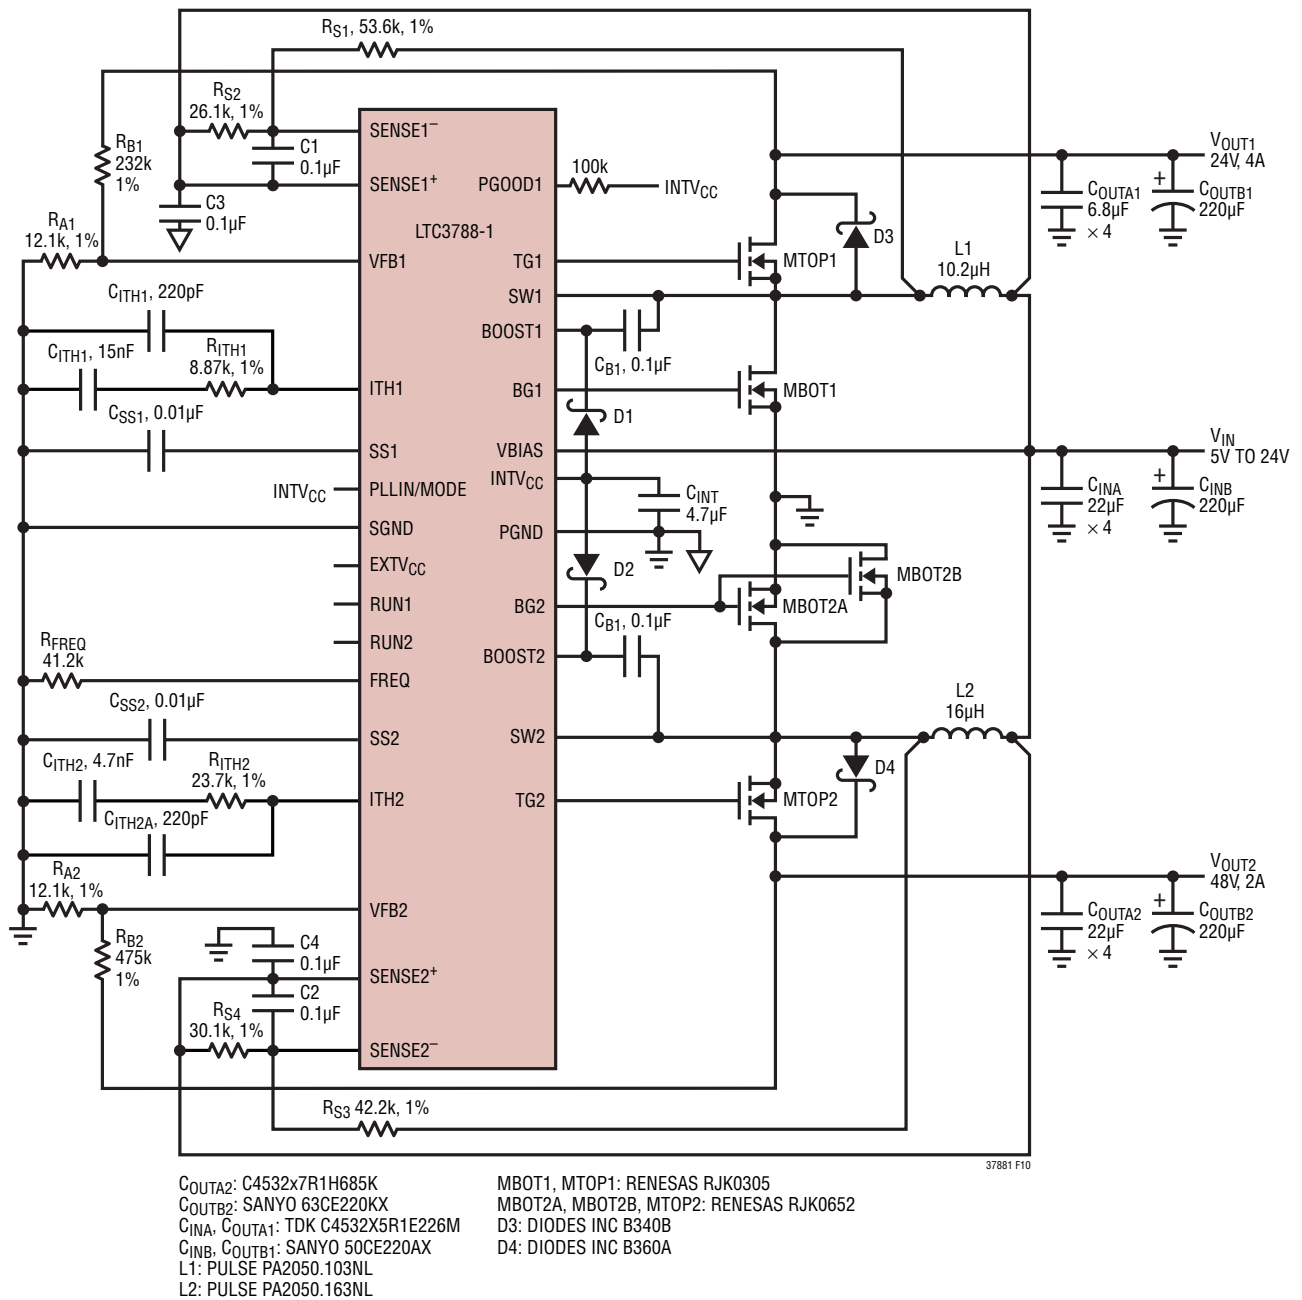 RS1, 53.6k, 1%
RS2
26.1k, 1%
RB1
232k
1%
C1
0.1µF
C3
0.1µF
RA1
12.1k, 1%
CITH1, 220pF
CITH1, 15nF
RITH1
8.87k, 1%
CSS1, 0.01µF
INTVCC
RFREQ
41.2k
CSS2, 0.01µF
CITH2, 4.7nF
RITH2
23.7k, 1%
CITH2A, 220pF
RA2
12.1k, 1%
RB2
475k
1%
C4
0.1µF
C2
0.1µF
RS4
30.1k, 1%
RS3 42.2k, 1%
LTC3788-1
SENSE1–
SENSE1+
VFB1
ITH1
SS1
PLLIN/MODE
SGND
EXTVCC
RUN1
RUN2
FREQ
SS2
ITH2
VFB2
SENSE2+
SENSE2–
PGOOD1
TG1
SW1
BOOST1
BG1
VBIAS
INTVCC
PGND
BG2
BOOST2
SW2
TG2
100k
INTVCC
CB1, 0.1µF
D1
CINT
4.7µF
D2
CB1, 0.1µF
MTOP1
D3
MBOT1
MBOT2B
MBOT2A
MTOP2
D4
L1
10.2µH
L2
16µH
VOUT1
24V, 4A
COUTA1
6.8µF
× 4
+
COUTB1
220µF
VIN
5V TO 24V
CINA
22µF
× 4
+
CINB
220µF
VOUT2
48V, 2A
COUTA2
22µF
× 4
+
COUTB2
220µF
37881 F10
COUTA2: C4532x7R1H685K
COUTB2: SANYO 63CE220KX
CINA, COUTA1: TDK C4532X5R1E226M
CINB, COUTB1: SANYO 50CE220AX
L1: PULSE PA2050.103NL
L2: PULSE PA2050.163NL
MBOT1, MTOP1: RENESAS RJK0305
MBOT2A, MBOT2B, MTOP2: RENESAS RJK0652
D3: DIODES INC B340B
D4: DIODES INC B360A